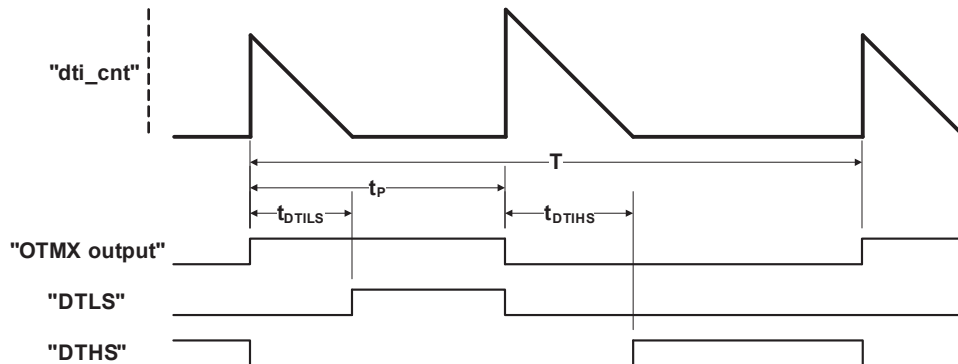 "dti_cnt"
T
tP
tDTILS
tDTIHS
"OTMX output"
"DTLS"
"DTHS"